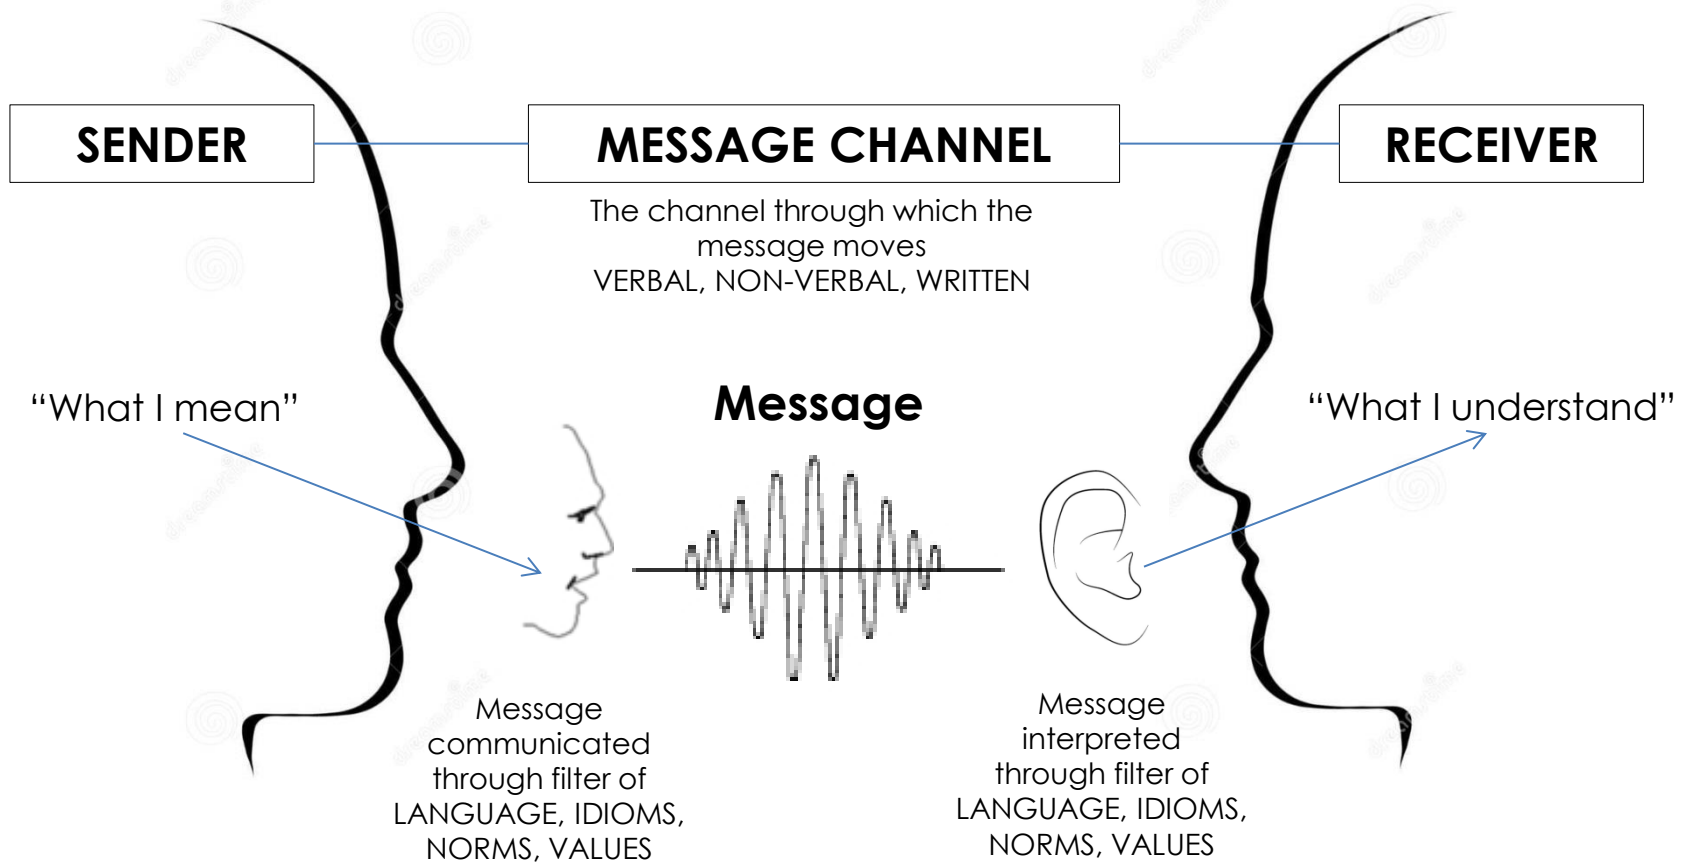 SENDER
MESSAGE CHANNEL
RECEIVER
The channel through which the
message moves
VERBAL, NON-VERBAL, WRITTEN
“What I mean”
Message
“What I understand”
Message
communicated
through filter of
LANGUAGE, IDIOMS,
NORMS, VALUES
Message
interpreted
through filter of
LANGUAGE, IDIOMS,
NORMS, VALUES